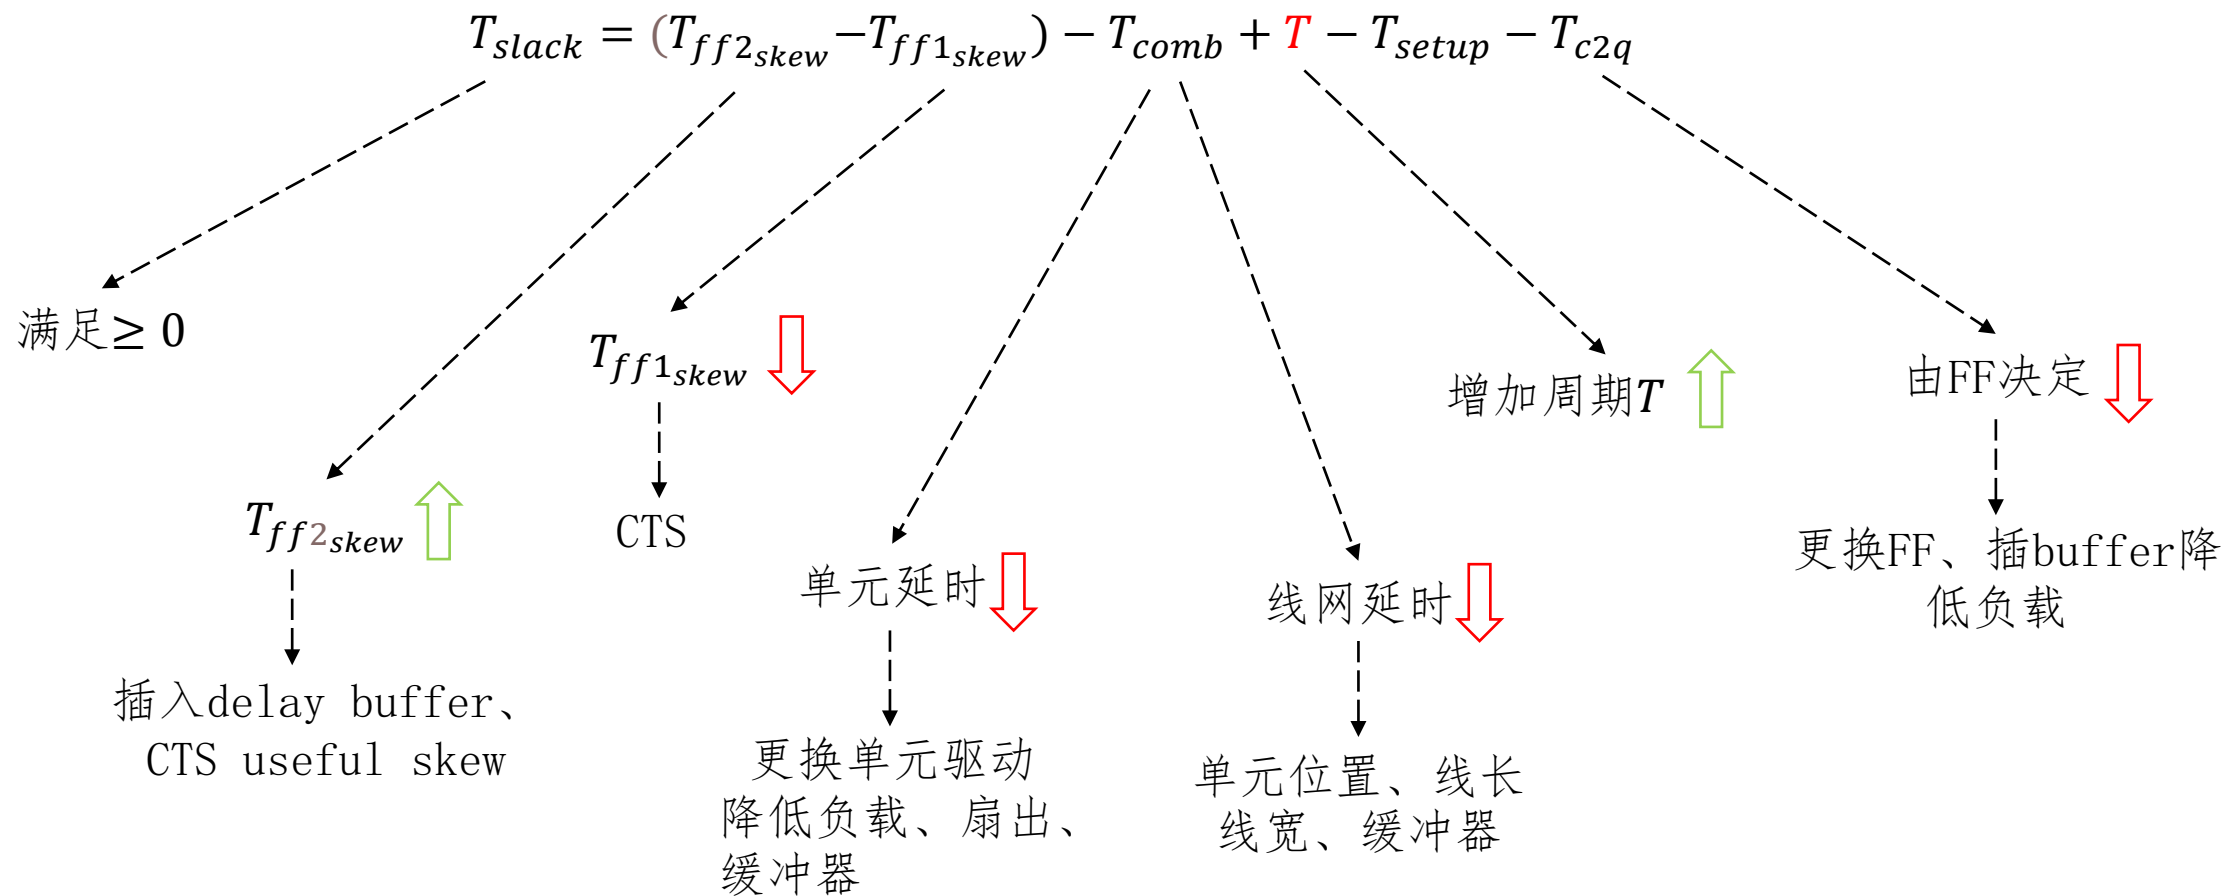 T_slack = (T_ff2_skew − T_ff1_skew) − T_comb + T − T_setup − T_c2q
满足≥ 0
T_ff1_skew
增加周期T
由FF决定
T_ff2_skew
CTS
单元延时
线网延时
更换FF、插buffer降
低负载
插入delay buffer、
CTS useful skew
更换单元驱动
降低负载、扇出、
缓冲器
单元位置、线长
线宽、缓冲器